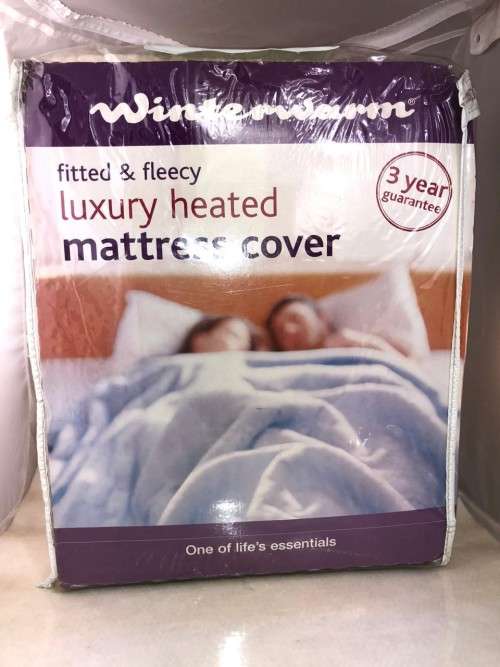 Winterwarm®
fitted & fleecy
luxury heated
mattress cover
3 year
guarantee
One of life's essentials